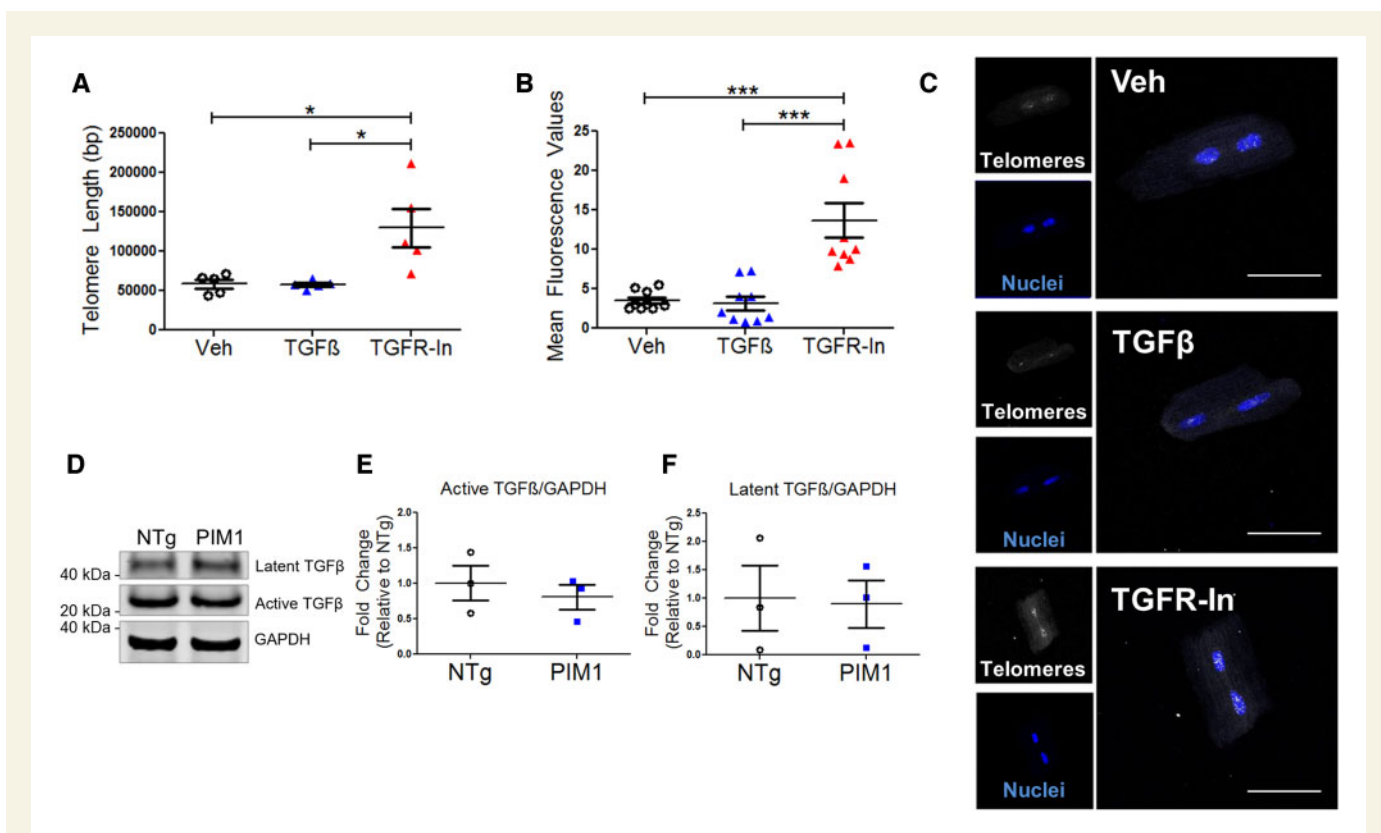 A
*
*
Telomere Length (bp)
250000
200000
150000
100000
50000
0
Veh
TGFß
TGFR-In
B
***
***
Mean Fluorescence Values
25
20
15
10
5
0
Veh
TGFß
TGFR-In
C
Telomeres
Nuclei
Veh
Telomeres
Nuclei
TGFβ
Telomeres
Nuclei
TGFR-In
D
NTg PIM1
40 kDa -
Latent TGFβ
20 kDa -
Active TGFβ
40 kDa -
GAPDH
E
Active TGFß/GAPDH
Fold Change
(Relative to NTg)
2.0
1.5
1.0
0.5
0.0
NTg
PIM1
F
Latent TGFß/GAPDH
Fold Change
(Relative to NTg)
2.5
2.0
1.5
1.0
0.5
0.0
NTg
PIM1